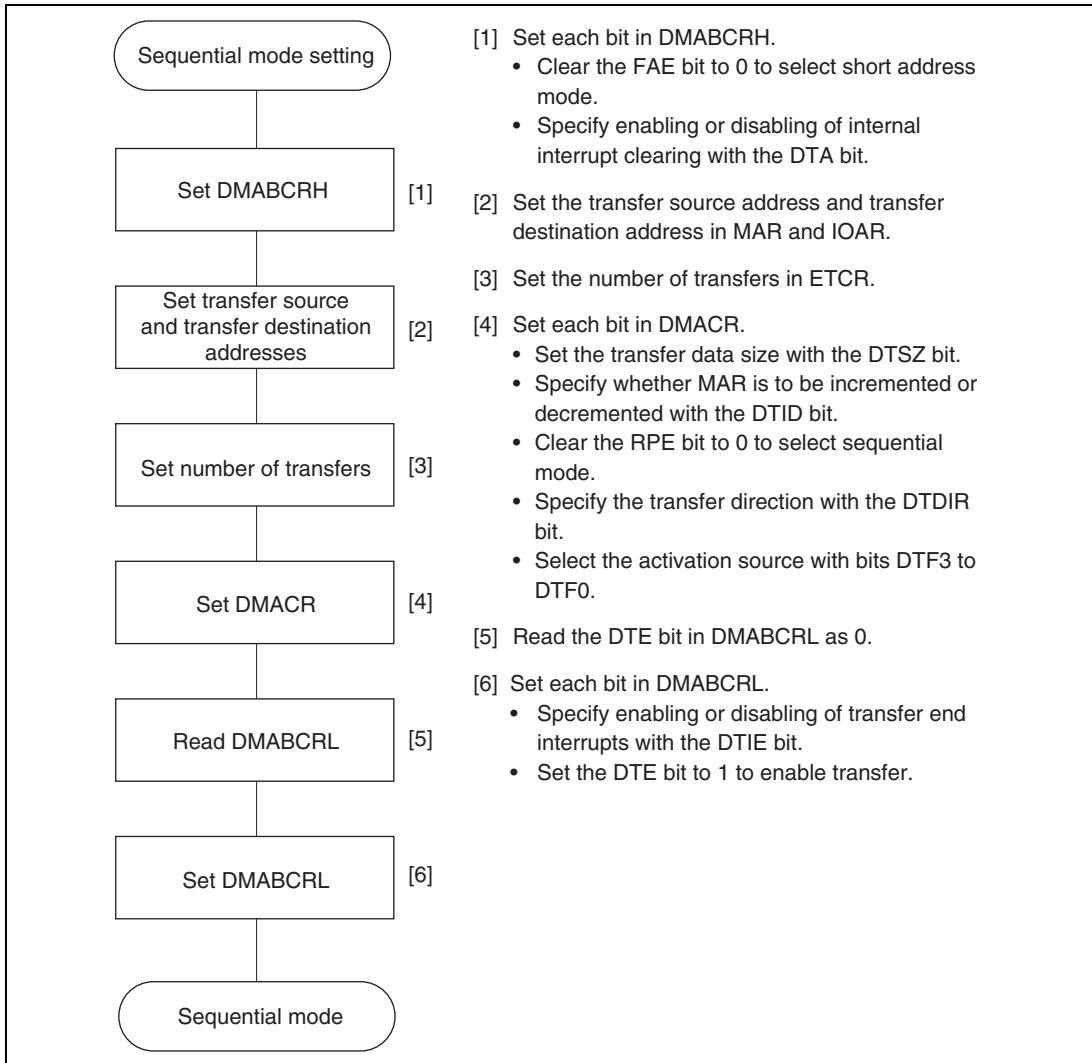 Sequential mode setting
Set DMABCRH
[1]
Set transfer source
and transfer destination
addresses
[2]
Set number of transfers
[3]
Set DMACR
[4]
Read DMABCRL
[5]
Set DMABCRL
[6]
Sequential mode
[1] Set each bit in DMABCRH.
• Clear the FAE bit to 0 to select short address
mode.
• Specify enabling or disabling of internal
interrupt clearing with the DTA bit.
[2] Set the transfer source address and transfer
destination address in MAR and IOAR.
[3] Set the number of transfers in ETCR.
[4] Set each bit in DMACR.
• Set the transfer data size with the DTSZ bit.
• Specify whether MAR is to be incremented or
decremented with the DTID bit.
• Clear the RPE bit to 0 to select sequential
mode.
• Specify the transfer direction with the DTDIR
bit.
• Select the activation source with bits DTF3 to
DTF0.
[5] Read the DTE bit in DMABCRL as 0.
[6] Set each bit in DMABCRL.
• Specify enabling or disabling of transfer end
interrupts with the DTIE bit.
• Set the DTE bit to 1 to enable transfer.